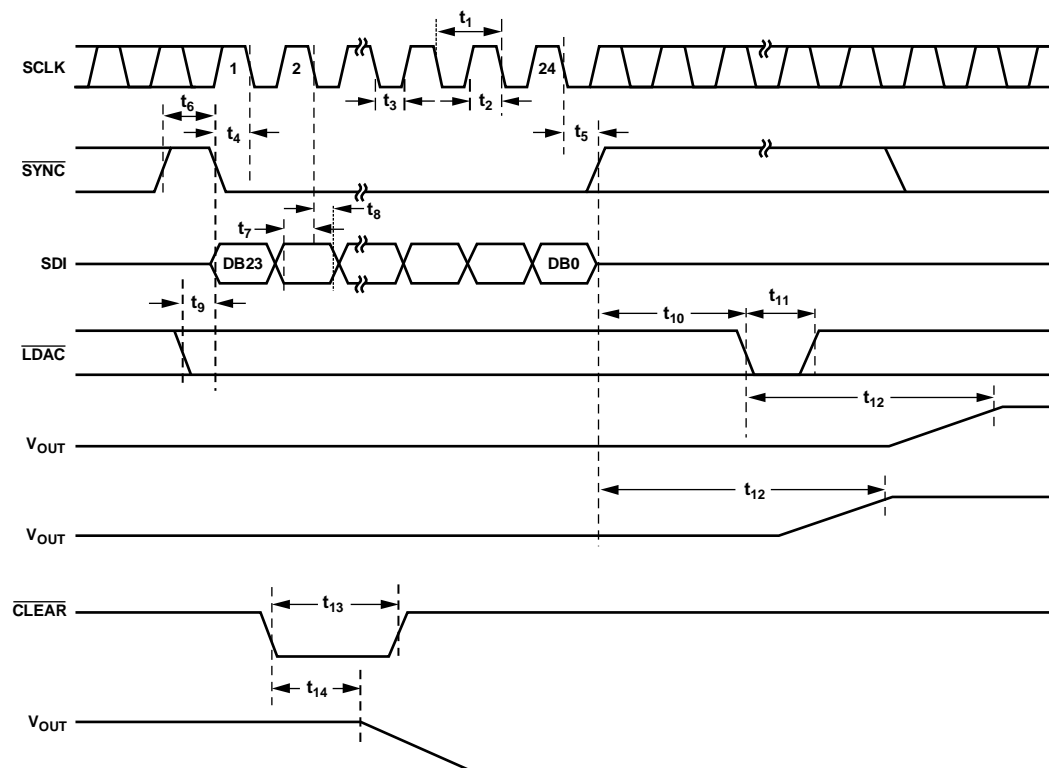 t1
SCLK
1
2
24
t3
t2
t6
t4
t5
SYNC
t7
t8
SDI
DB23
DB0
t9
t10
t11
LDAC
t12
VOUT
t12
VOUT
CLEAR
t13
t14
VOUT